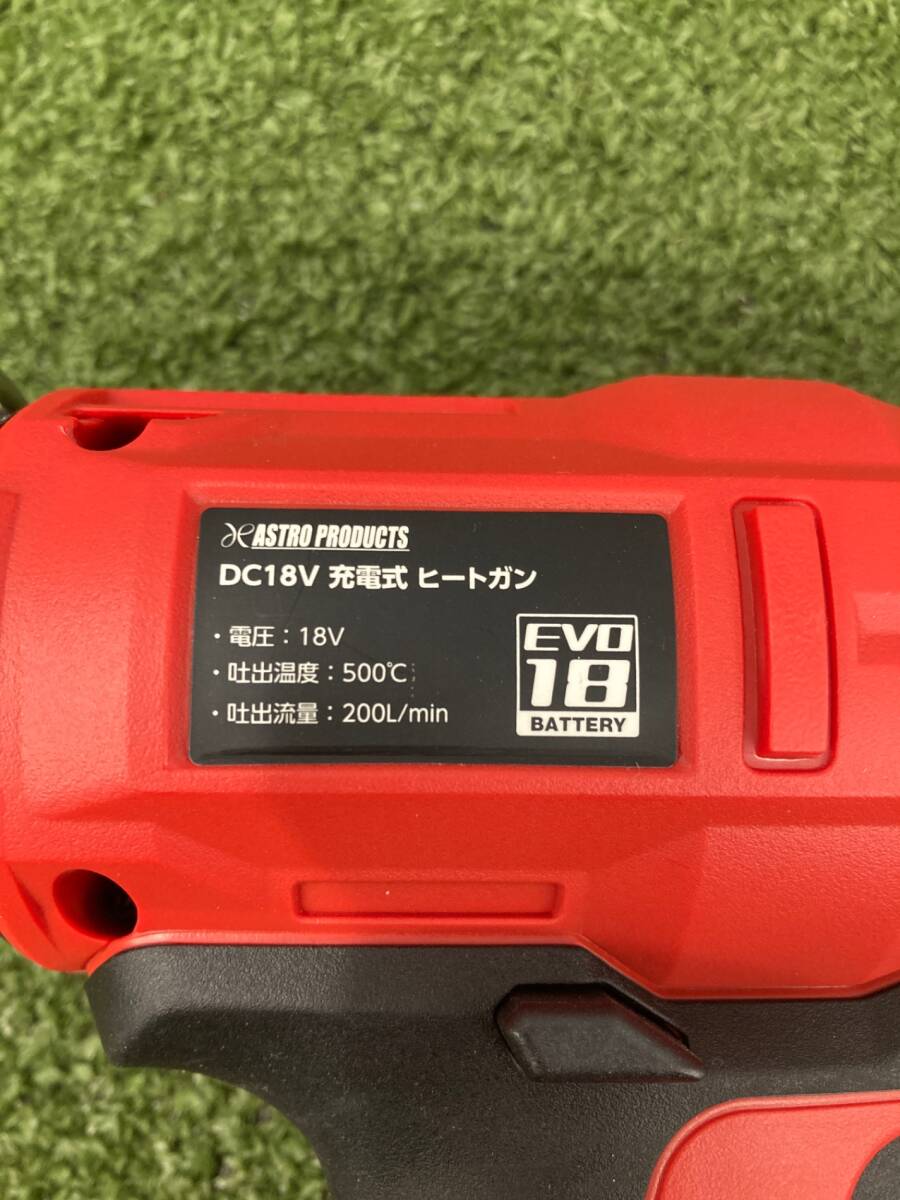 ASTRO PRODUCTS
DC18V 充電式 ヒートガン
・電圧：18V
・吐出温度：500℃
・吐出流量：200L/min
EVO
18
BATTERY